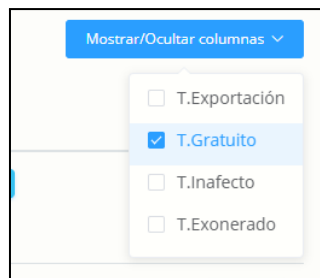 Mostrar/Ocultar columnas
T.Exportación
T.Gratuito
T.Inafecto
T.Exonerado